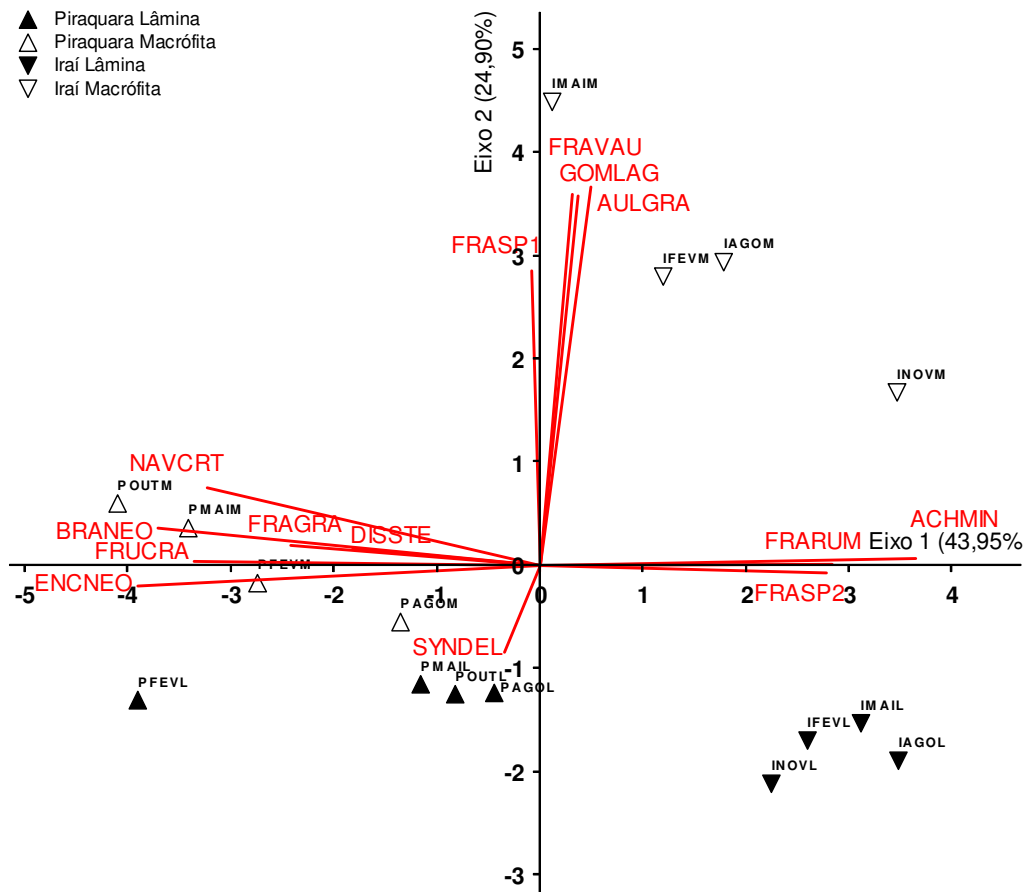 Piraquara Lâmina
Piraquara Macrófita
Iraí Lâmina
Iraí Macrófita
Eixo 2 (24,90%)
5
IMAIM
4
FRAVAU
GOMLAG
AULGRA
FRASP1
3
IFEVM
IAGOM
2
INOVM
1
NAVCRT
POUTM
PMAIM
BRANEO
FRAGRA
DISSTE
FRUCRA
ACHMIN
FRARUM
Eixo 1 (43,95%
ENCNEO
PFEVM
0
FRASP2
-5 -4 -3 -2 -1 0 1 2 3 4
PAGOM
SYNDEL
-1
PMAIL
POUTL
PAGOL
PFEVL
IMAIL
IFEVL
IAGOL
INOVL
-2
-3